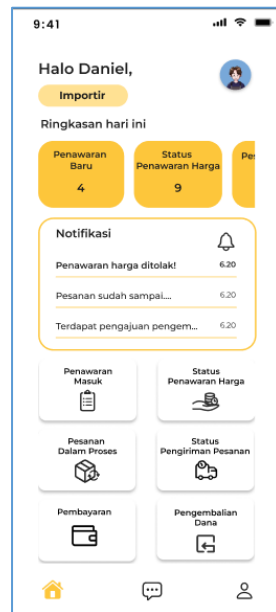 9:41
Halo Daniel,
Importir
Ringkasan hari ini
Penawaran
Baru
4
Status
Penawaran Harga
9
Notifikasi
Penawaran harga ditolak! 6.20
Pesanan sudah sampai.... 6.20
Terdapat pengajuan pengem... 6.20
Penawaran
Masuk
Status
Penawaran Harga
Pesanan
Dalam Proses
Status
Pengiriman Pesanan
Pembayaran
Pengembalian
Dana